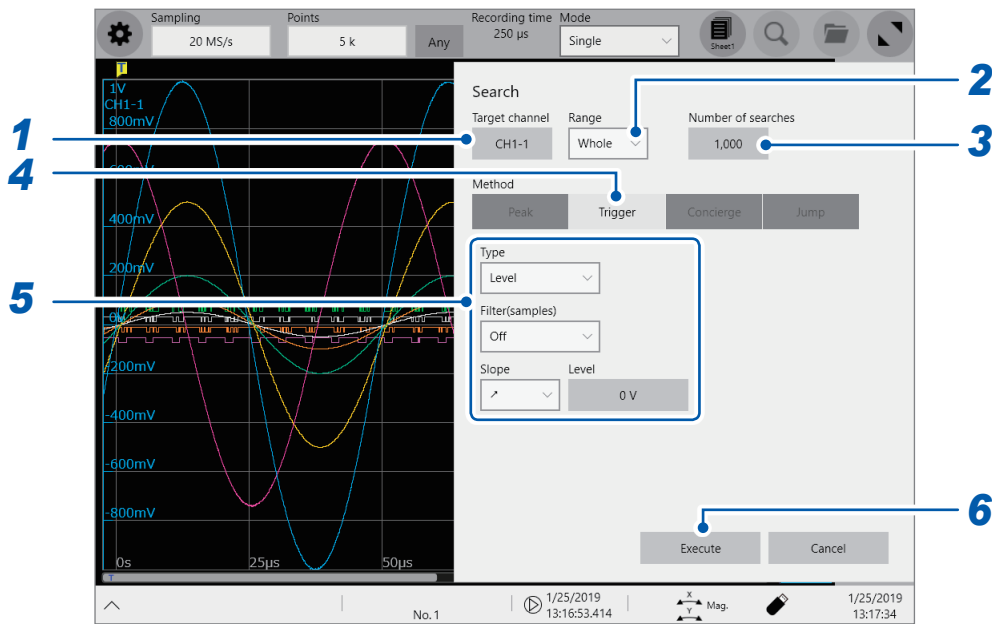 Sampling Points Recording time Mode
20 MS/s 5 k Any 250 µs Single Sheet1
T
1V
CH1-1
800mV
400mV
200mV
-200mV
-400mV
-600mV
-800mV
0s 25µs 50µs
T
Search
Target channel Range Number of searches
CH1-1 Whole 1,000
Method
Peak Trigger Concierge Jump
Type
Level
Filter(samples)
Off
Slope Level
↗ 0 V
Execute Cancel
No. 1 1/25/2019 13:16:53.414 X Y Mag. 1/25/2019 13:17:34
1
2
3
4
5
6